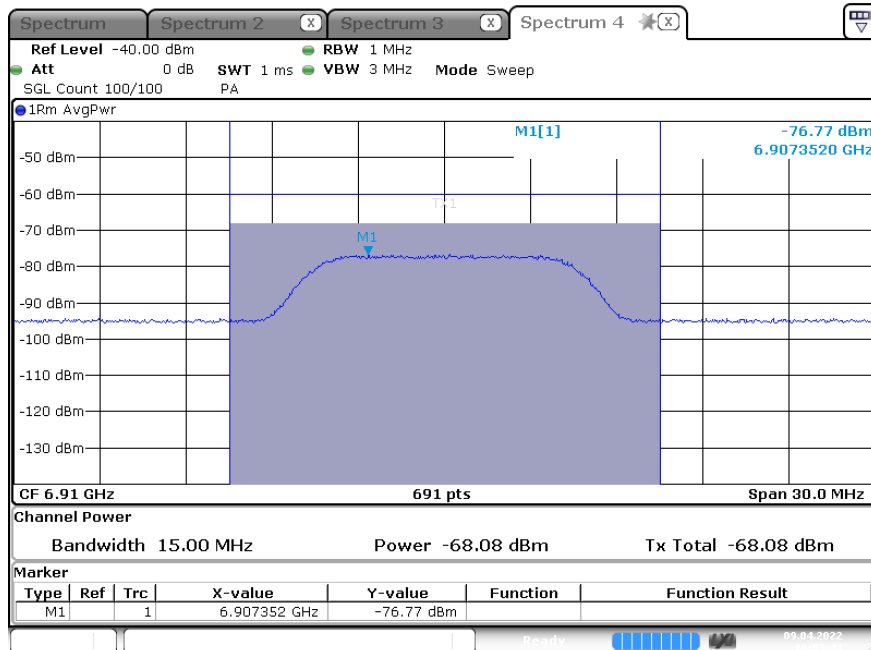 Spectrum Spectrum 2 X Spectrum 3 X Spectrum 4 X
Ref Level -40.00 dBm RBW 1 MHz
Att 0 dB SWT 1 ms VBW 3 MHz Mode Sweep
SGL Count 100/100 PA
1Rm AvgPwr
M1[1] -76.77 dBm
6.9073520 GHz
-50 dBm
-60 dBm
TX1
-70 dBm
M1
-80 dBm
-90 dBm
-100 dBm
-110 dBm
-120 dBm
-130 dBm
CF 6.91 GHz 691 pts Span 30.0 MHz
Channel Power
Bandwidth 15.00 MHz Power -68.08 dBm Tx Total -68.08 dBm
Marker
Type Ref Trc X-value Y-value Function Function Result
M1 1 6.907352 GHz -76.77 dBm
Ready 09.04.2022